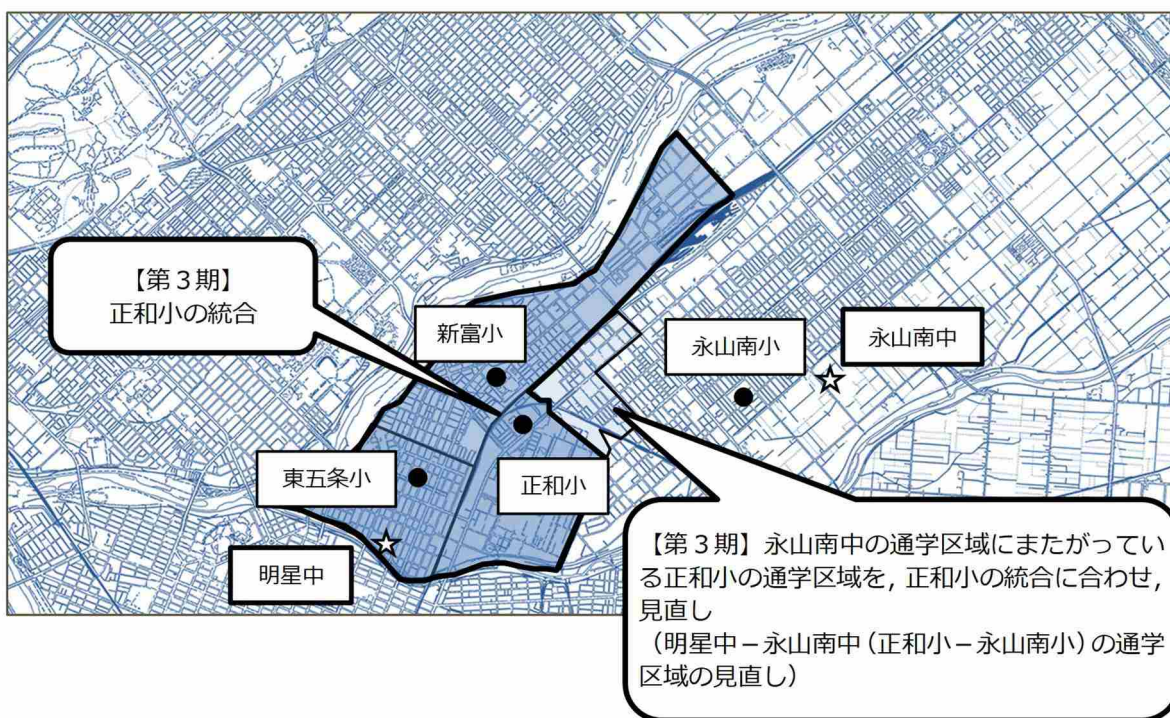 【第３期】
正和小の統合
新富小
永山南小
永山南中
東五条小
正和小
明星中
【第３期】永山南中の通学区域にまたがってい
る正和小の通学区域を，正和小の統合に合わせ，
見直し
（明星中－永山南中（正和小－永山南小）の通学
区域の見直し）